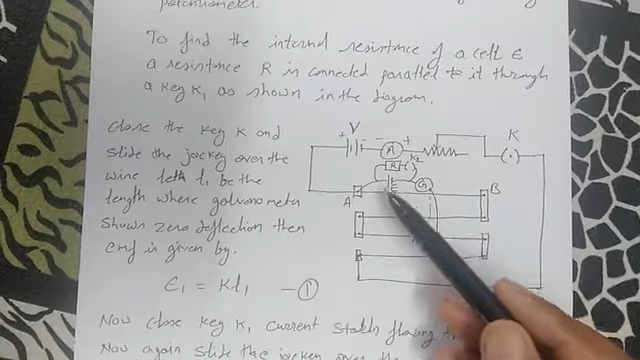 potentiometer.
To find the internal resistance of a cell E
a resistance R is connected parallel to it through
a key K1 as shown in the diagram.
Close the key K and
slide the jockey over the
wire let l1 be the
length where galvanometer
shown zero deflection then
emf is given by.
E1 = Kl1 — ①
Now close key K1 current starts flowing
Now again slide the jockey over the
+ V -
- A +
K
R
K1
E
G
A
B